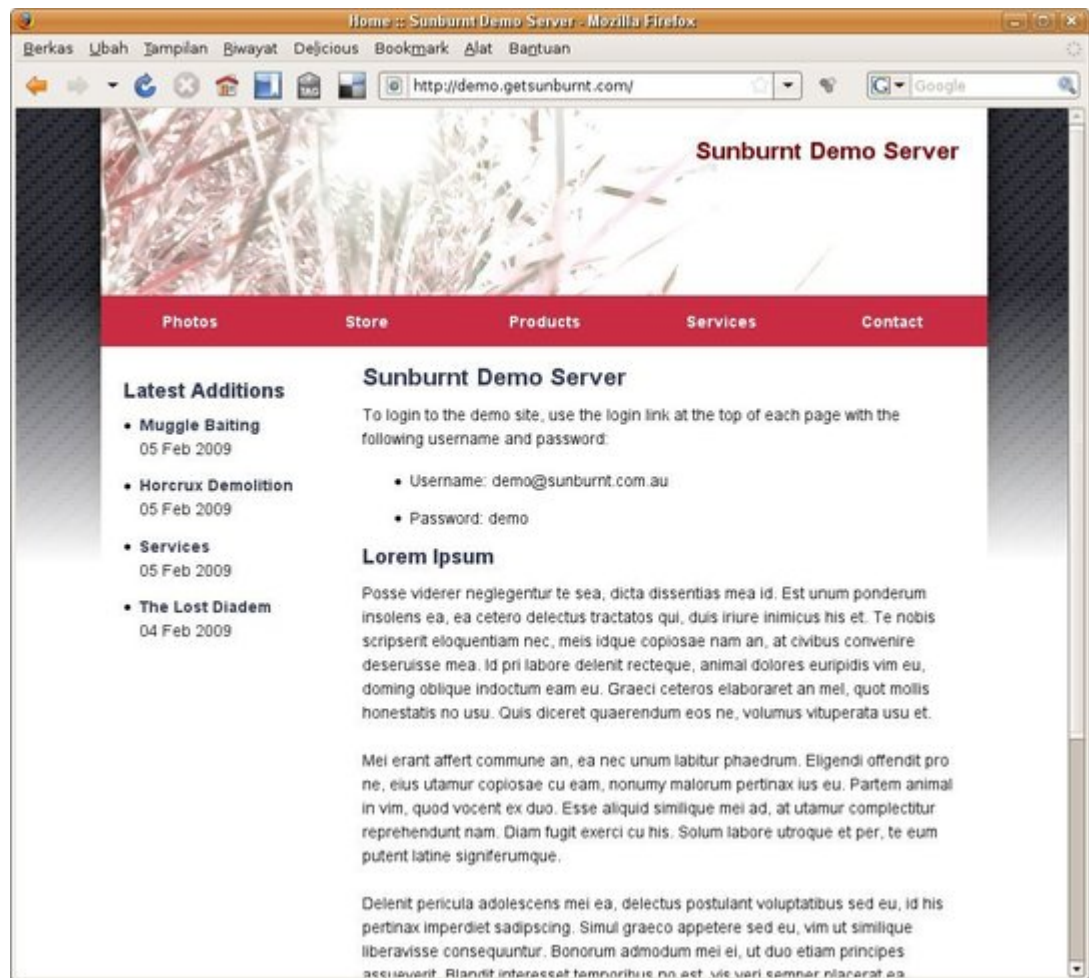 Home :: Sunburnt Demo Server - Mozilla Firefox
Berkas Ubah Tampilan Riwayat Delicious Bookmark Alat Bantuan
TAG http://demo.getsunburnt.com/ G Google
Sunburnt Demo Server
Photos Store Products Services Contact
Latest Additions
Muggle Baiting
05 Feb 2009
Horcrux Demolition
05 Feb 2009
Services
05 Feb 2009
The Lost Diadem
04 Feb 2009
Sunburnt Demo Server
To login to the demo site, use the login link at the top of each page with the
following username and password:
Username: demo@sunburnt.com.au
Password: demo
Lorem Ipsum
Posse viderer neglegentur te sea, dicta dissentias mea id. Est unum ponderum
insolens ea, ea cetero delectus tractatos qui, duis iriure inimicus his et. Te nobis
scripserit eloquentiam nec, meis idque copiosae nam an, at civibus convenire
deseruisse mea. Id pri labore delenit recteque, animal dolores euripidis vim eu,
doming oblique indoctum eam eu. Graeci ceteros elaboraret an mel, quot mollis
honestatis no usu. Quis diceret quaerendum eos ne, volumus vituperata usu et.
Mei erant affert commune an, ea nec unum labitur phaedrum. Eligendi offendit pro
ne, eius utamur copiosae cu eam, nonumy malorum pertinax ius eu. Partem animal
in vim, quod vocent ex duo. Esse aliquid similique mei ad, at utamur complectitur
reprehendunt nam. Diam fugit exerci cu his. Solum labore utroque et per, te eum
putent latine signiferumque.
Delenit pericula adolescens mei ea, delectus postulant voluptatibus sed eu, id his
pertinax imperdiet sadipscing. Simul graeco appetere sed eu, vim ut similique
liberavisse consequuntur. Bonorum admodum mei ei, ut duo etiam principes
assueverit. Blandit interesset temporibus no est, vis veri semper placerat ea.